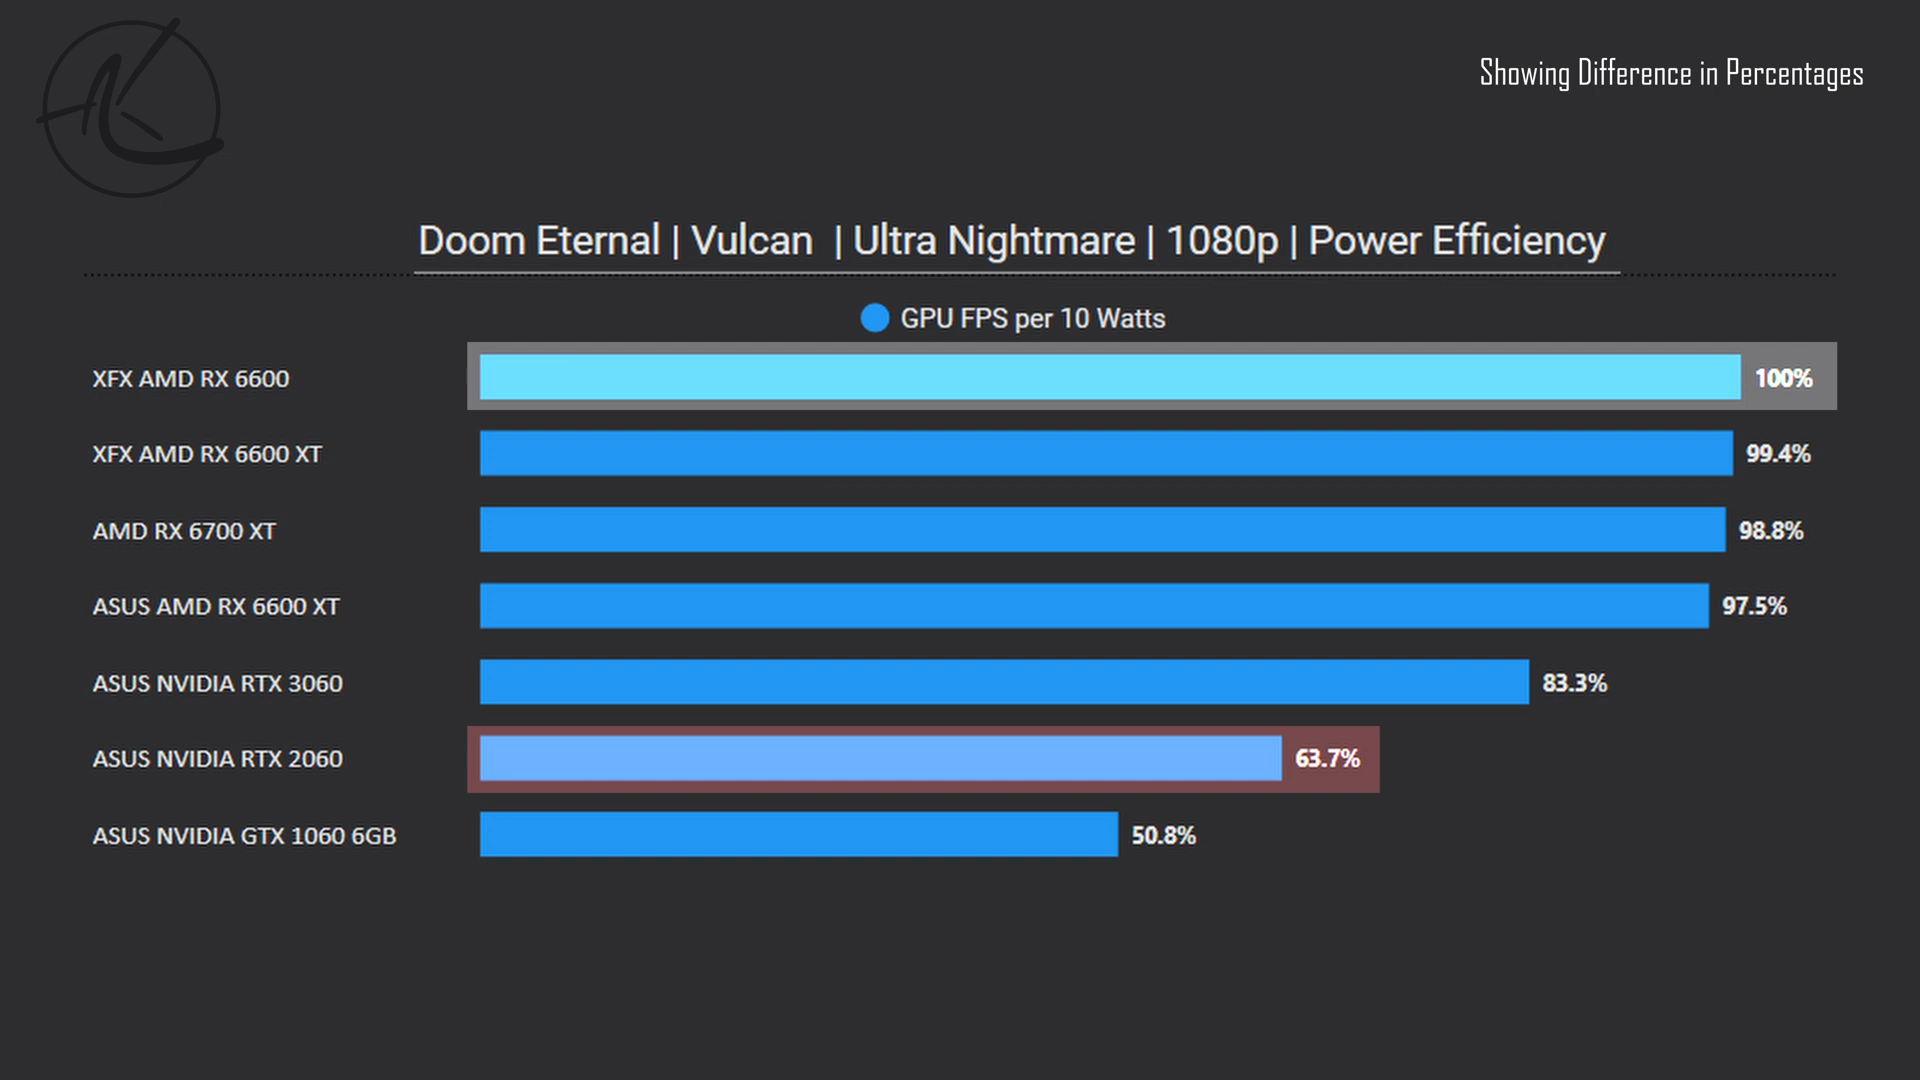 Showing Difference in Percentages
Doom Eternal | Vulcan | Ultra Nightmare | 1080p | Power Efficiency
GPU FPS per 10 Watts
XFX AMD RX 6600 100%
XFX AMD RX 6600 XT 99.4%
AMD RX 6700 XT 98.8%
ASUS AMD RX 6600 XT 97.5%
ASUS NVIDIA RTX 3060 83.3%
ASUS NVIDIA RTX 2060 63.7%
ASUS NVIDIA GTX 1060 6GB 50.8%